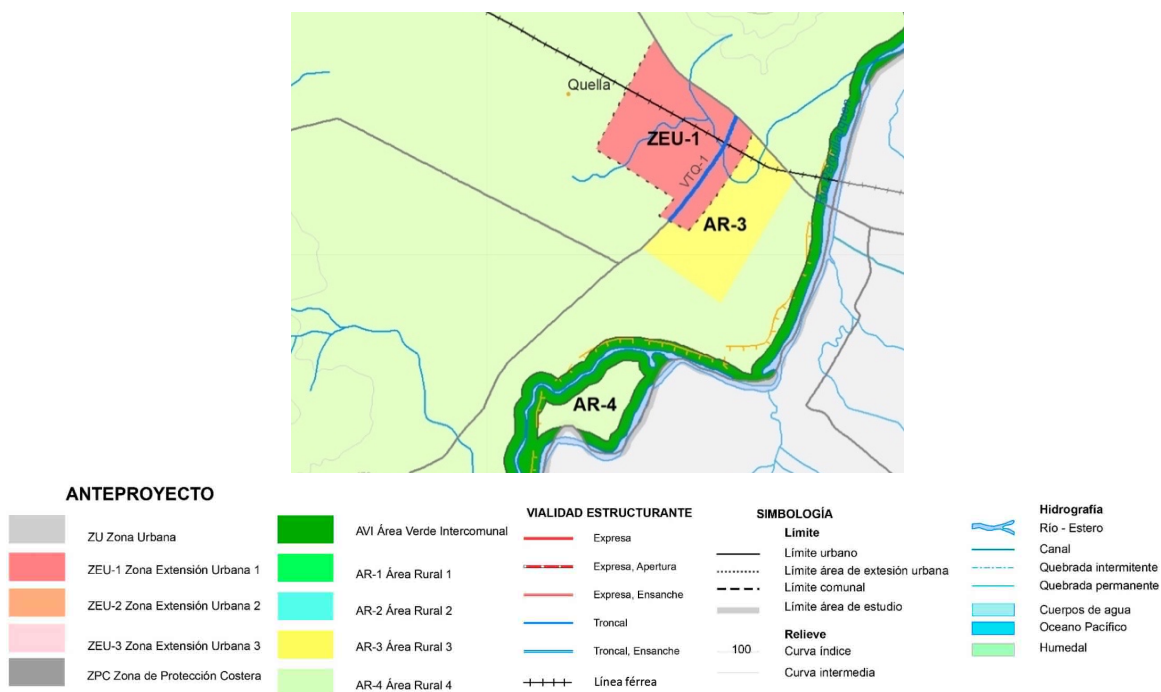 Quella
ZEU-1
VTQ-1
AR-3
AR-4
ANTEPROYECTO
ZU Zona Urbana
ZEU-1 Zona Extensión Urbana 1
ZEU-2 Zona Extensión Urbana 2
ZEU-3 Zona Extensión Urbana 3
ZPC Zona de Protección Costera
AVI Área Verde Intercomunal
AR-1 Área Rural 1
AR-2 Área Rural 2
AR-3 Área Rural 3
AR-4 Área Rural 4
VIALIDAD ESTRUCTURANTE
Expresa
Expresa, Apertura
Expresa, Ensanche
Troncal
Troncal, Ensanche
Línea férrea
SIMBOLOGÍA
Límite
Límite urbano
Límite área de extesión urbana
Límite comunal
Límite área de estudio
Relieve
100
Curva índice
Curva intermedia
Hidrografía
Río - Estero
Canal
Quebrada intermitente
Quebrada permanente
Cuerpos de agua
Oceano Pacífico
Humedal